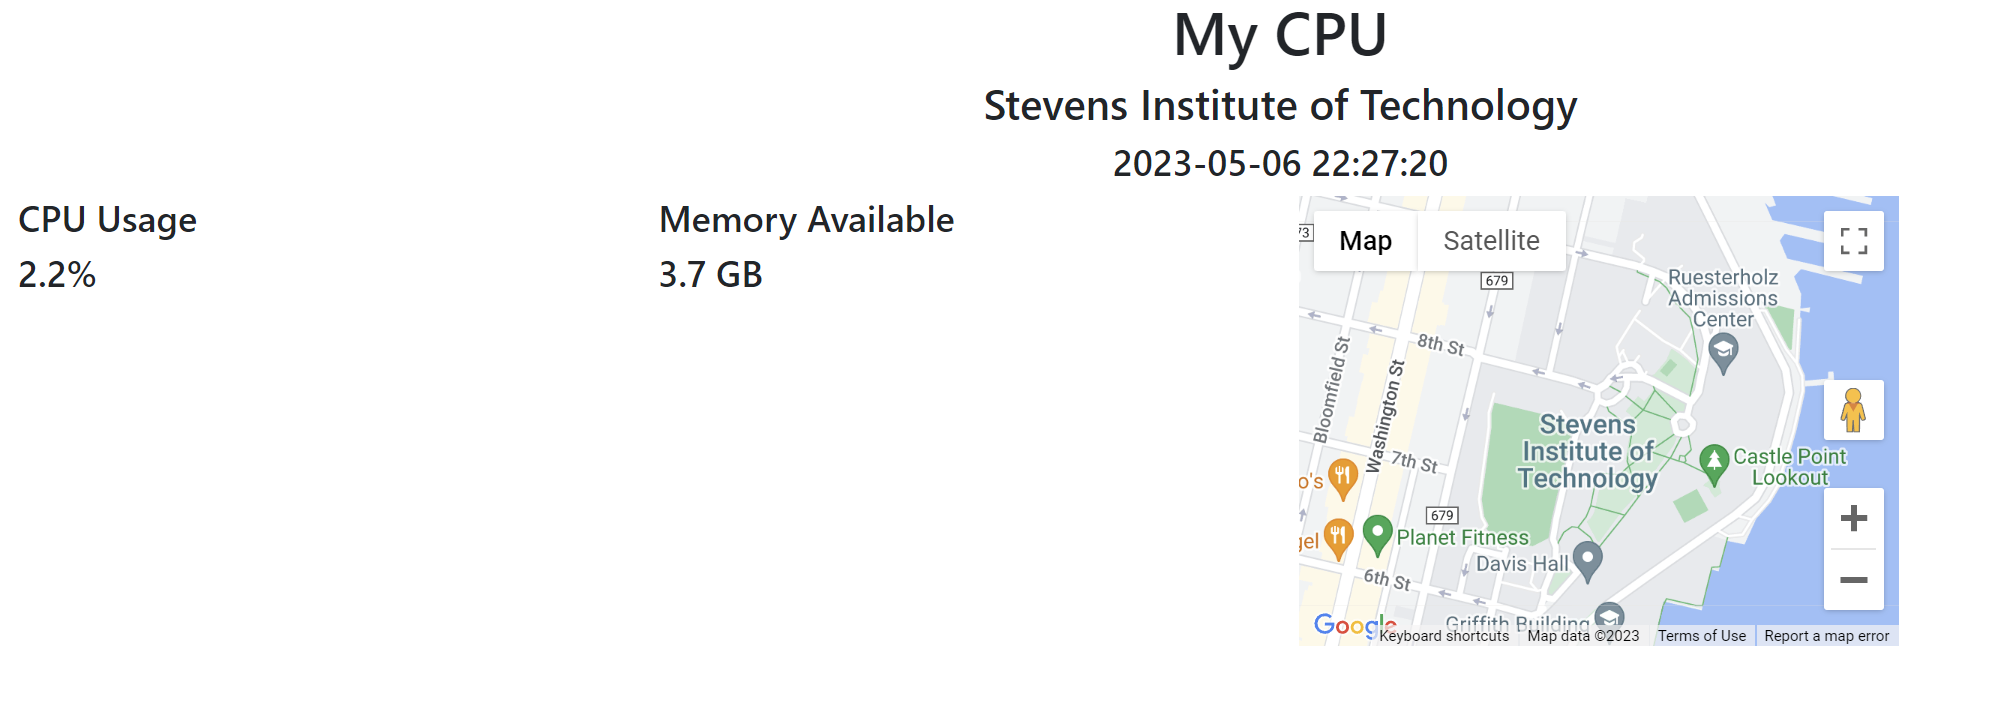 My CPU
Stevens Institute of Technology
2023-05-06 22:27:20
CPU Usage
2.2%
Memory Available
3.7 GB
Map
Satellite
73
679
Ruesterholz
Admissions
Center
8th St
Bloomfield St
Washington St
Stevens
Institute of
Technology
7th St
Castle Point
Lookout
o's
679
gel
Planet Fitness
Davis Hall
6th St
Griffith Building
Google
Keyboard shortcuts
Map data ©2023
Terms of Use
Report a map error